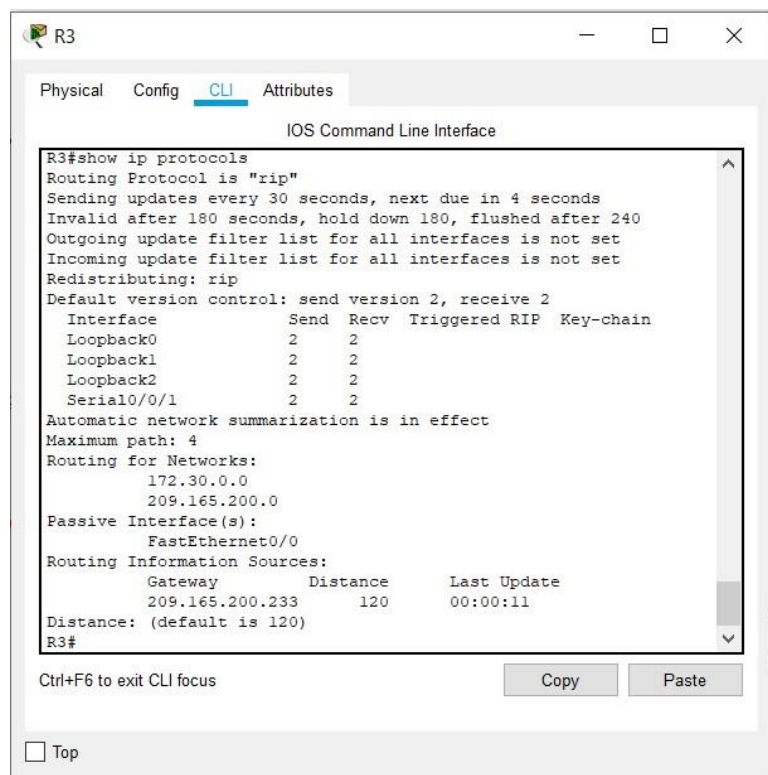 R3
Physical Config CLI Attributes
IOS Command Line Interface
R3#show ip protocols
Routing Protocol is "rip"
Sending updates every 30 seconds, next due in 4 seconds
Invalid after 180 seconds, hold down 180, flushed after 240
Outgoing update filter list for all interfaces is not set
Incoming update filter list for all interfaces is not set
Redistributing: rip
Default version control: send version 2, receive 2
Interface Send Recv Triggered RIP Key-chain
Loopback0 2 2
Loopback1 2 2
Loopback2 2 2
Serial0/0/1 2 2
Automatic network summarization is in effect
Maximum path: 4
Routing for Networks:
172.30.0.0
209.165.200.0
Passive Interface(s):
FastEthernet0/0
Routing Information Sources:
Gateway Distance Last Update
209.165.200.233 120 00:00:11
Distance: (default is 120)
R3#
Ctrl+F6 to exit CLI focus Copy Paste
Top